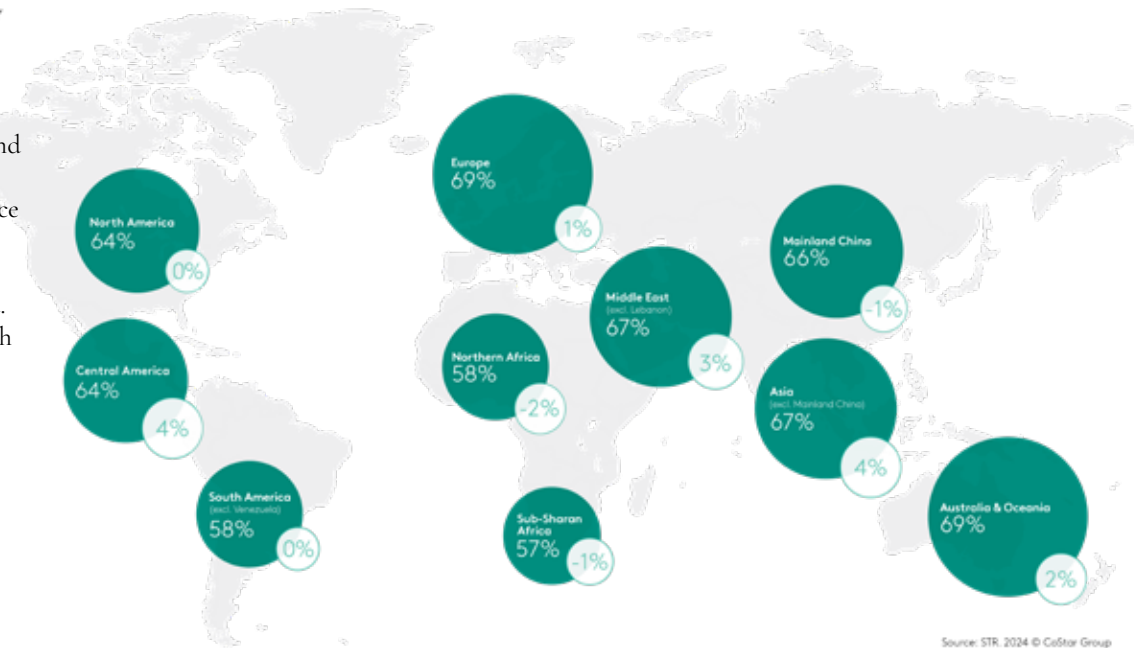 nd
ce
.
h
North America
64%
0%
Central America
64%
4%
South America
(excl. Venezuela)
58%
0%
Europe
69%
1%
Northern Africa
58%
-2%
Sub-Sharan
Africa
57%
-1%
Middle East
(excl. Lebanon)
67%
3%
Mainland China
66%
-1%
Asia
(excl. Mainland China)
67%
4%
Australia & Oceania
69%
2%
Source: STR. 2024 © CoStar Group